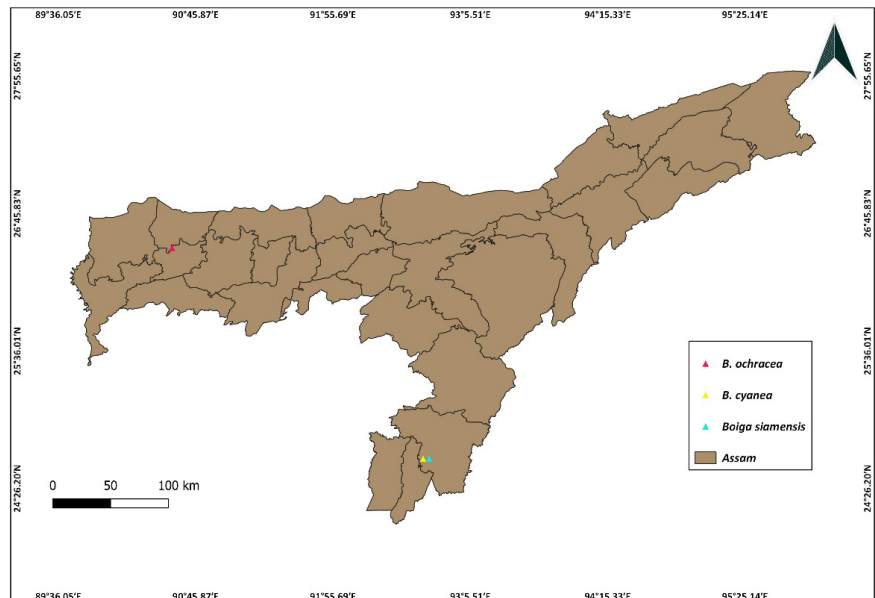 89°36.05′E 90°45.87′E 91°55.69′E 93°5.51′E 94°15.33′E 95°25.14′E
27°55.65′N 27°55.65′N
26°45.83′N 26°45.83′N
25°36.01′N 25°36.01′N
B. ochracea
B. cyanea
Boiga siamensis
Assam
24°26.20′N 24°26.20′N
0 50 100 km
89°36.05′E 90°45.87′E 91°55.69′E 93°5.51′E 94°15.33′E 95°25.14′E